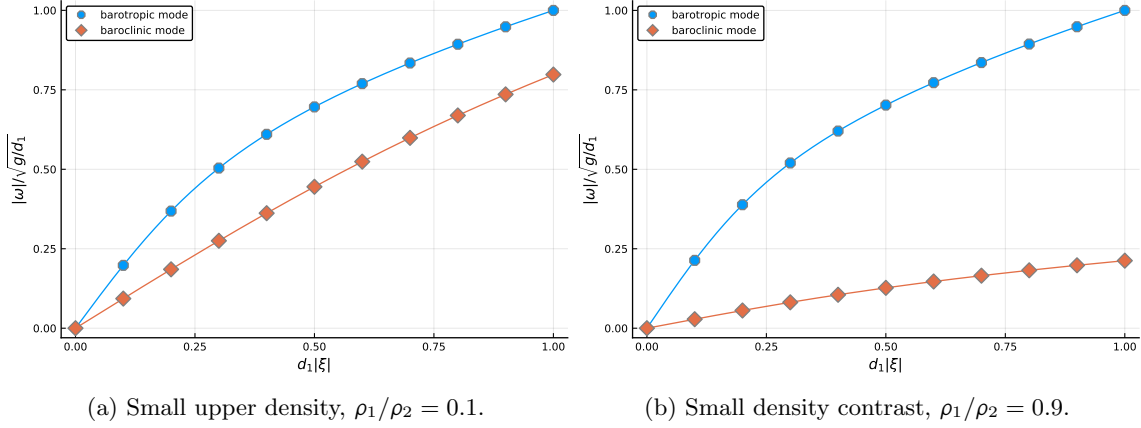 1.00
0.75
0.50
0.25
0.00
|ω|/√g/d₁
barotropic mode
baroclinic mode
0.00 0.25 0.50 0.75 1.00
d₁|ξ|
(a) Small upper density, ρ₁/ρ₂ = 0.1.
1.00
0.75
0.50
0.25
0.00
|ω|/√g/d₁
barotropic mode
baroclinic mode
0.00 0.25 0.50 0.75 1.00
d₁|ξ|
(b) Small density contrast, ρ₁/ρ₂ = 0.9.